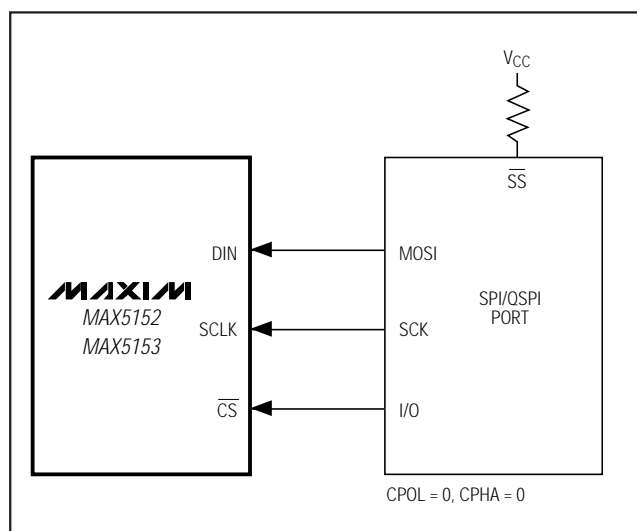 VCC
SS
DIN
MOSI
MAXIM
MAX5152
MAX5153
SPI/QSPI
PORT
SCLK
SCK
CS
I/O
CPOL = 0, CPHA = 0